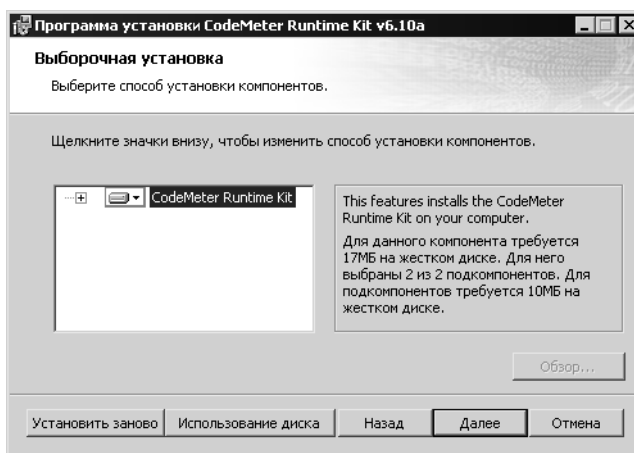 Программа установки CodeMeter Runtime Kit v6.10a
Выборочная установка
Выберите способ установки компонентов.
Щелкните значки внизу, чтобы изменить способ установки компонентов.
CodeMeter Runtime Kit
This features installs the CodeMeter
Runtime Kit on your computer.
Для данного компонента требуется
17МБ на жестком диске. Для него
выбраны 2 из 2 подкомпонентов. Для
подкомпонентов требуется 10МБ на
жестком диске.
Обзор...
Установить заново Использование диска Назад Далее Отмена